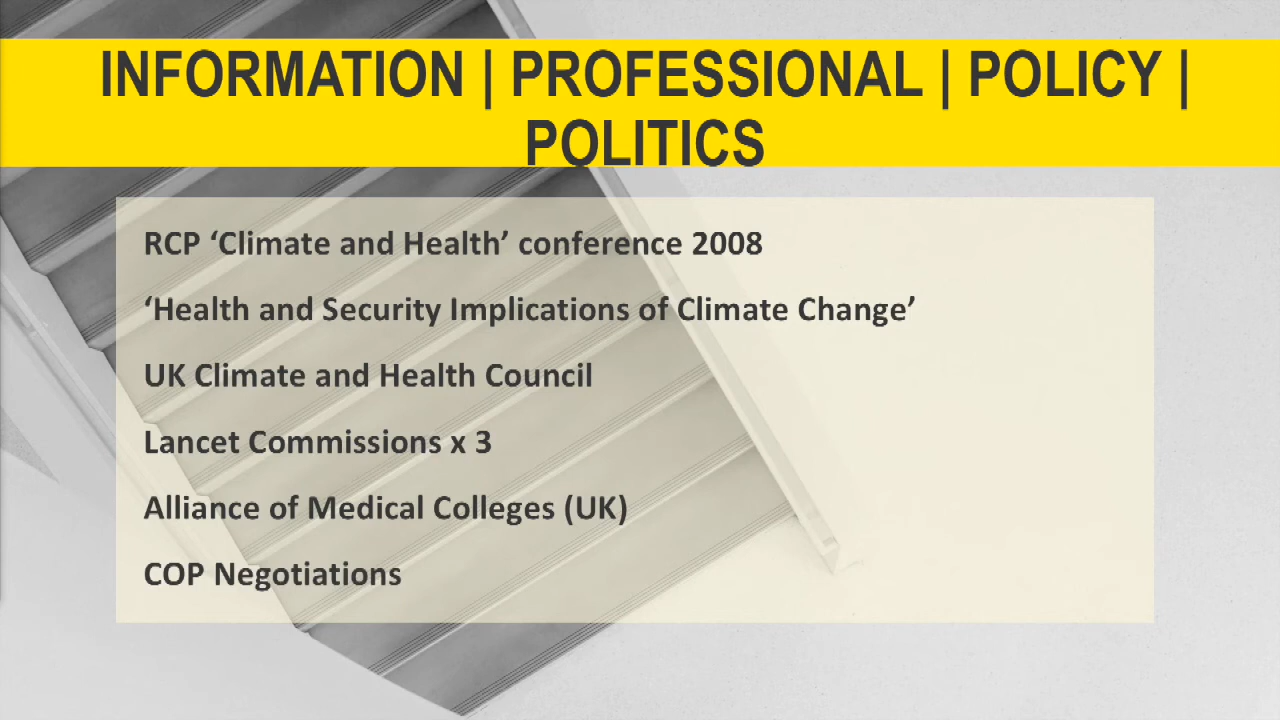 INFORMATION | PROFESSIONAL | POLICY |
POLITICS
RCP ‘Climate and Health’ conference 2008
‘Health and Security Implications of Climate Change’
UK Climate and Health Council
Lancet Commissions x 3
Alliance of Medical Colleges (UK)
COP Negotiations